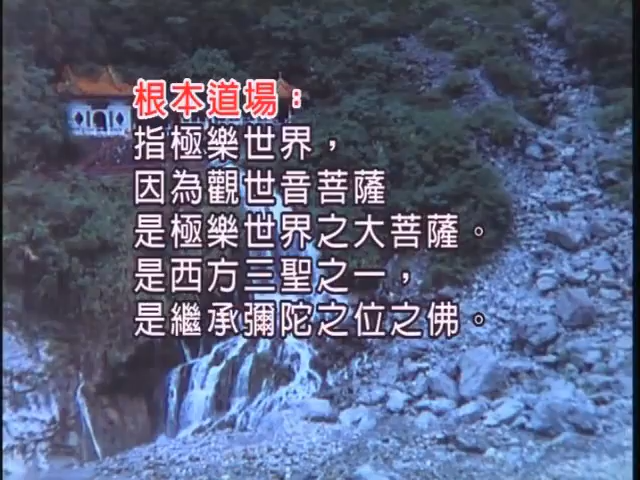 根本道場：
指極樂世界，
因為觀世音菩薩
是極樂世界之大菩薩。
是西方三聖之一，
是繼承彌陀之位之佛。